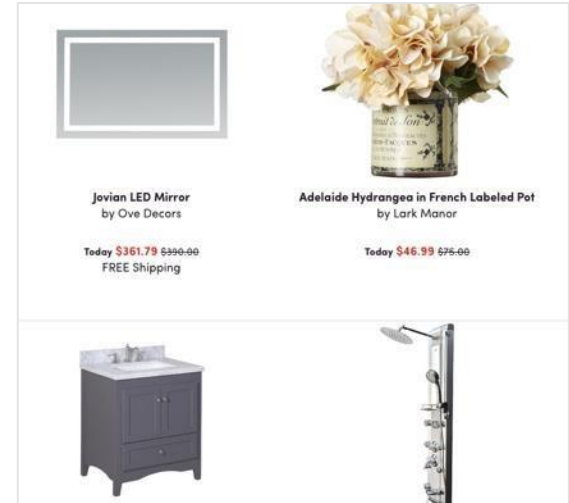 Jovian LED Mirror
by Ove Decors
Today $361.79 $390.00
FREE Shipping
Adelaide Hydrangea in French Labeled Pot
by Lark Manor
Today $46.99 $75.00